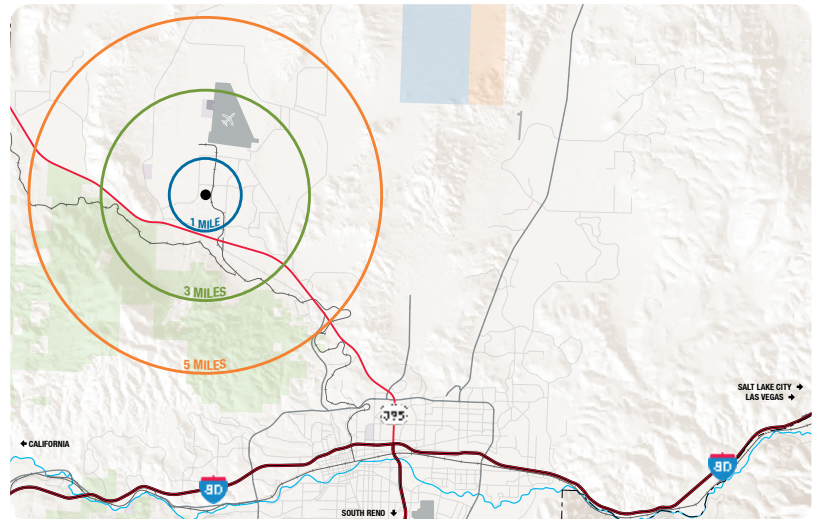 1 MILE
3 MILES
5 MILES
SALT LAKE CITY
LAS VEGAS
395
CALIFORNIA
80
80
SOUTH RENO